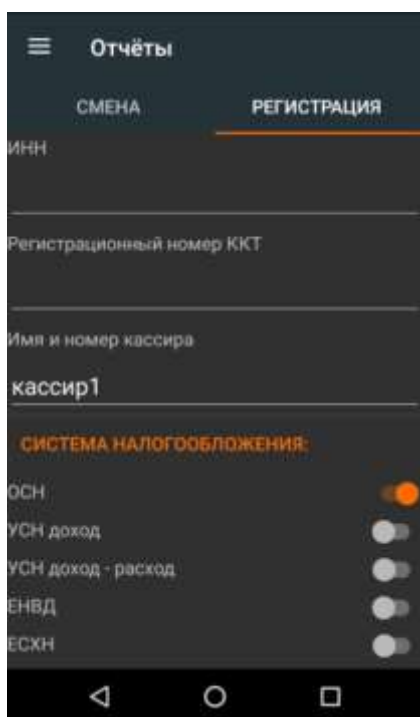 Отчёты
СМЕНА РЕГИСТРАЦИЯ
ИНН
Регистрационный номер ККТ
Имя и номер кассира
кассир1
СИСТЕМА НАЛОГООБЛОЖЕНИЯ:
ОСН
УСН доход
УСН доход - расход
ЕНВД
ЕСХН